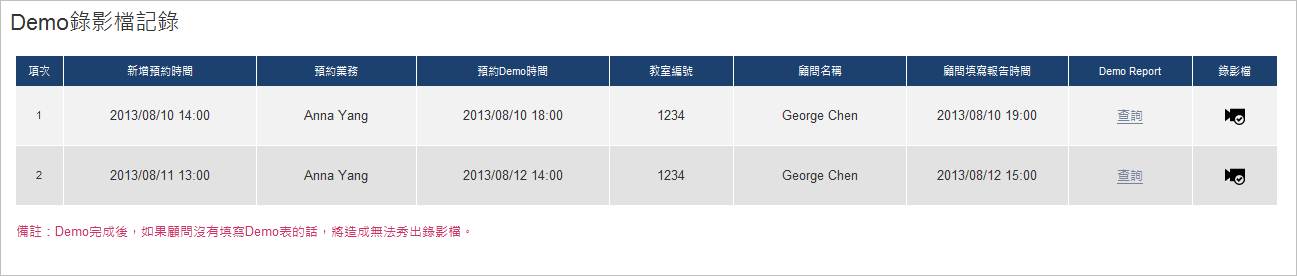 Demo錄影檔記錄
項次 新增預約時間 預約業務 預約Demo時間 教室編號 顧問名稱 顧問填寫報告時間 Demo Report 錄影檔
1 2013/08/10 14:00 Anna Yang 2013/08/10 18:00 1234 George Chen 2013/08/10 19:00 查詢
2 2013/08/11 13:00 Anna Yang 2013/08/12 14:00 1234 George Chen 2013/08/12 15:00 查詢
備註：Demo完成後，如果顧問沒有填寫Demo表的話，將造成無法秀出錄影檔。